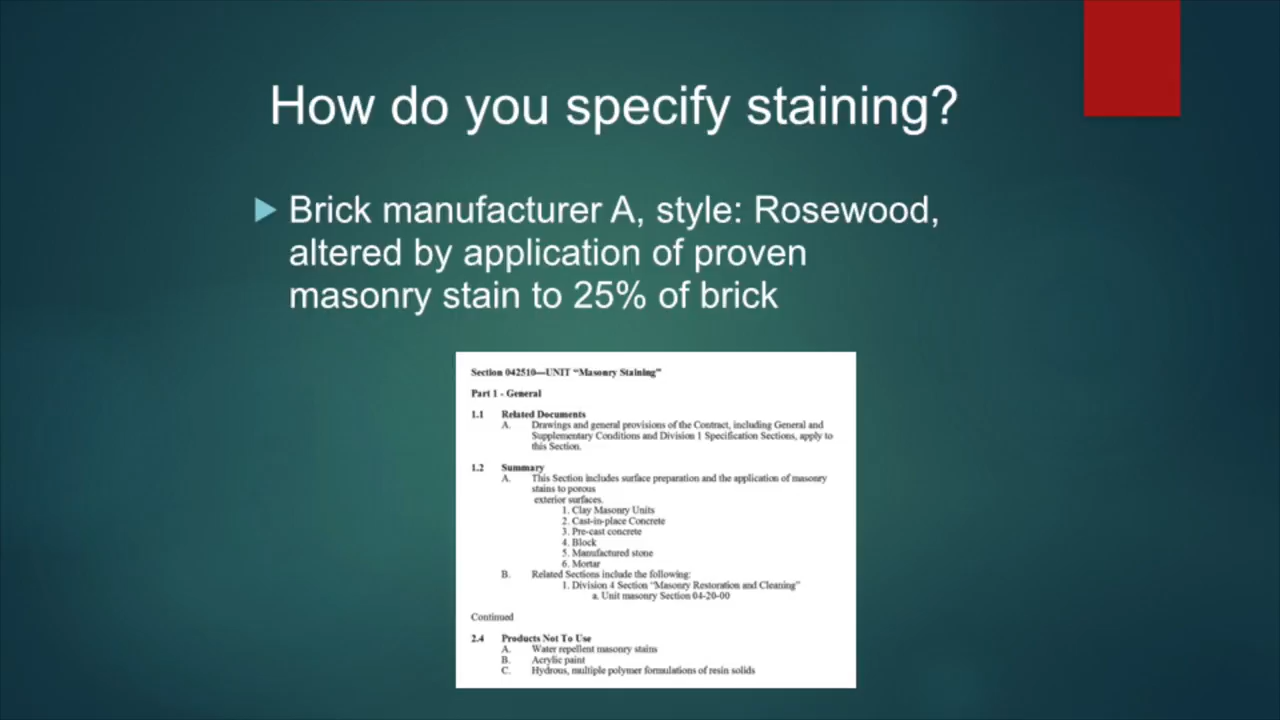 How do you specify staining?
Brick manufacturer A, style: Rosewood,
altered by application of proven
masonry stain to 25% of brick
Section 042510—UNIT “Masonry Staining”
Part 1 - General
1.1 Related Documents
A. Drawings and general provisions of the Contract, including General and
Supplementary Conditions and Division 1 Specification Sections, apply to
this Section.
1.2 Summary
A. This Section includes surface preparation and the application of masonry
stains to porous
exterior surfaces.
1. Clay Masonry Units
2. Cast-in-place Concrete
3. Pre-cast concrete
4. Block
5. Manufactured stone
6. Mortar
B. Related Sections include the following:
1. Division 4 Section “Masonry Restoration and Cleaning”
a. Unit masonry Section 04-20-00
Continued
2.4 Products Not To Use
A. Water repellent masonry stains
B. Acrylic paint
C. Hydrous, multiple polymer formulations of resin solids